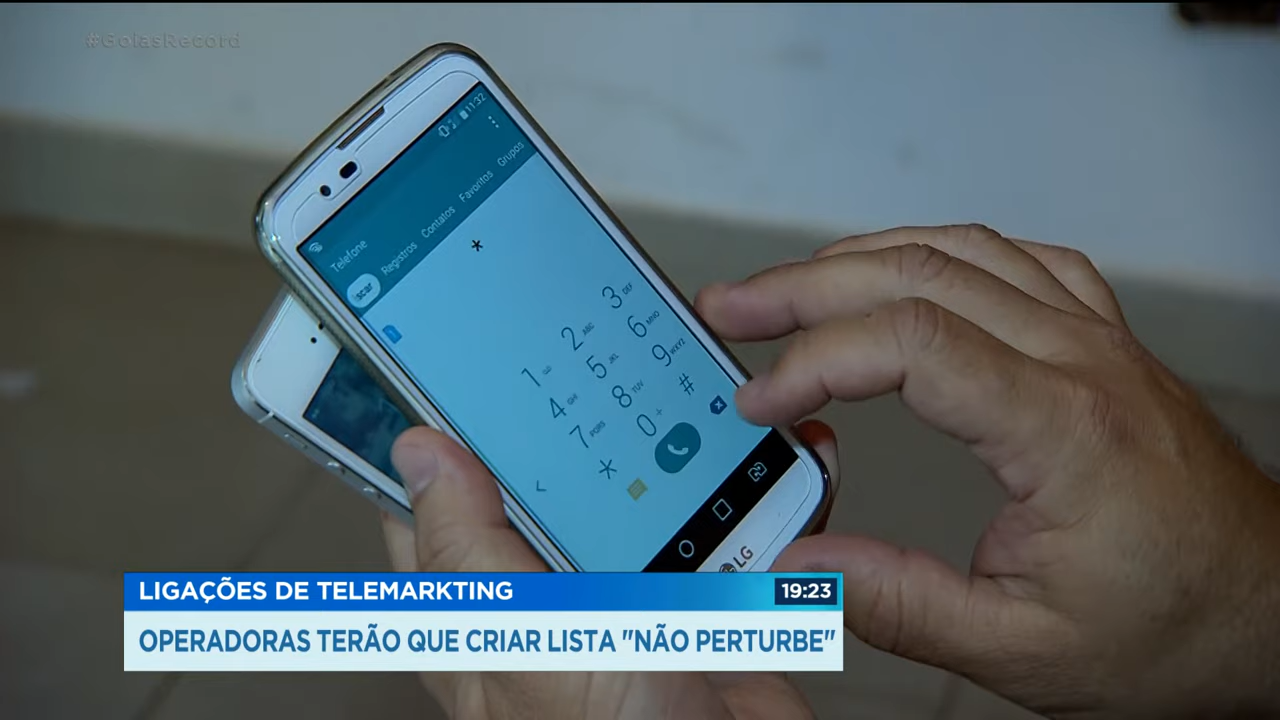 #GoiasRecord
11:32
Telefone
scar
Registros
Contatos
Favoritos
Grupos
*
1
2 ABC
3 DEF
4 GHI
5 JKL
6 MNO
7 PQRS
8 TUV
9 WXYZ
*
0 +
#
LG
LIGAÇÕES DE TELEMARKTING
19:23
OPERADORAS TERÃO QUE CRIAR LISTA "NÃO PERTURBE"